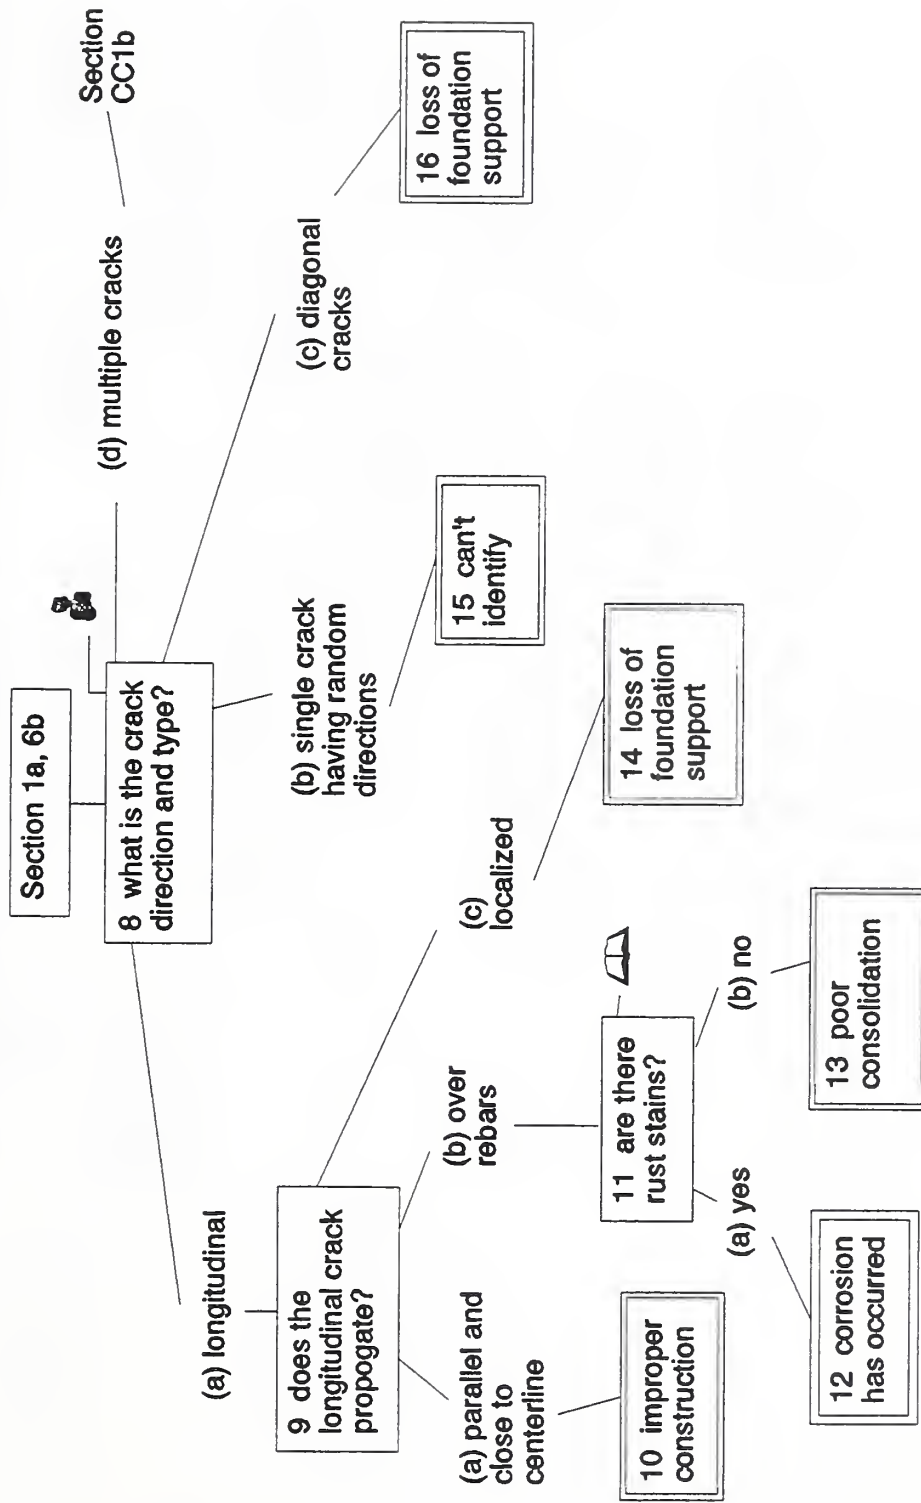 Section 1a, 6b
8 what is the crack
direction and type?
(a) longitudinal
(b) single crack
having random
directions
(c) diagonal
cracks
(d) multiple cracks
Section
CC1b
9 does the
longitudinal crack
propogate?
(a) parallel and
close to
centerline
(b) over
rebars
(c)
localized
10 improper
construction
11 are there
rust stains?
(a) yes
(b) no
12 corrosion
has occurred
13 poor
consolidation
14 loss of
foundation
support
15 can't
identify
16 loss of
foundation
support